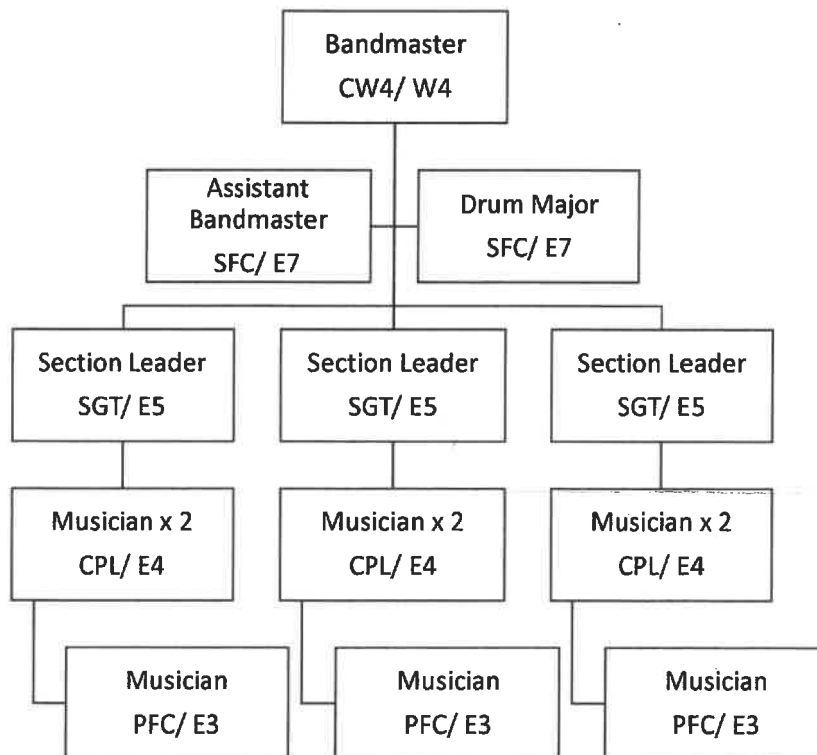 Bandmaster
CW4/ W4
Assistant
Bandmaster
SFC/ E7
Drum Major
SFC/ E7
Section Leader
SGT/ E5
Section Leader
SGT/ E5
Section Leader
SGT/ E5
Musician x 2
CPL/ E4
Musician x 2
CPL/ E4
Musician x 2
CPL/ E4
Musician
PFC/ E3
Musician
PFC/ E3
Musician
PFC/ E3